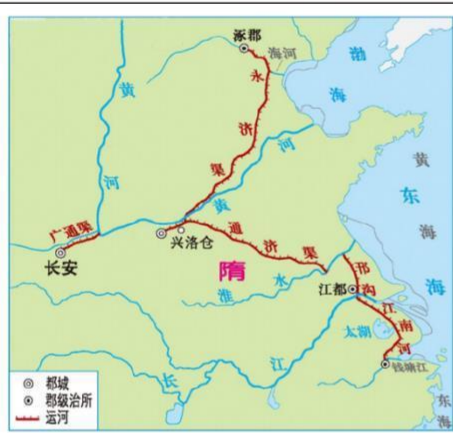 涿郡
海河
渤海
永济渠
黄河
黄河
黄海
东海
广通渠
长安
兴洛仓
通济渠
隋
淮水
邗沟
江都
江南河
太湖
长江
钱塘江
东海
都城
郡级治所
运河